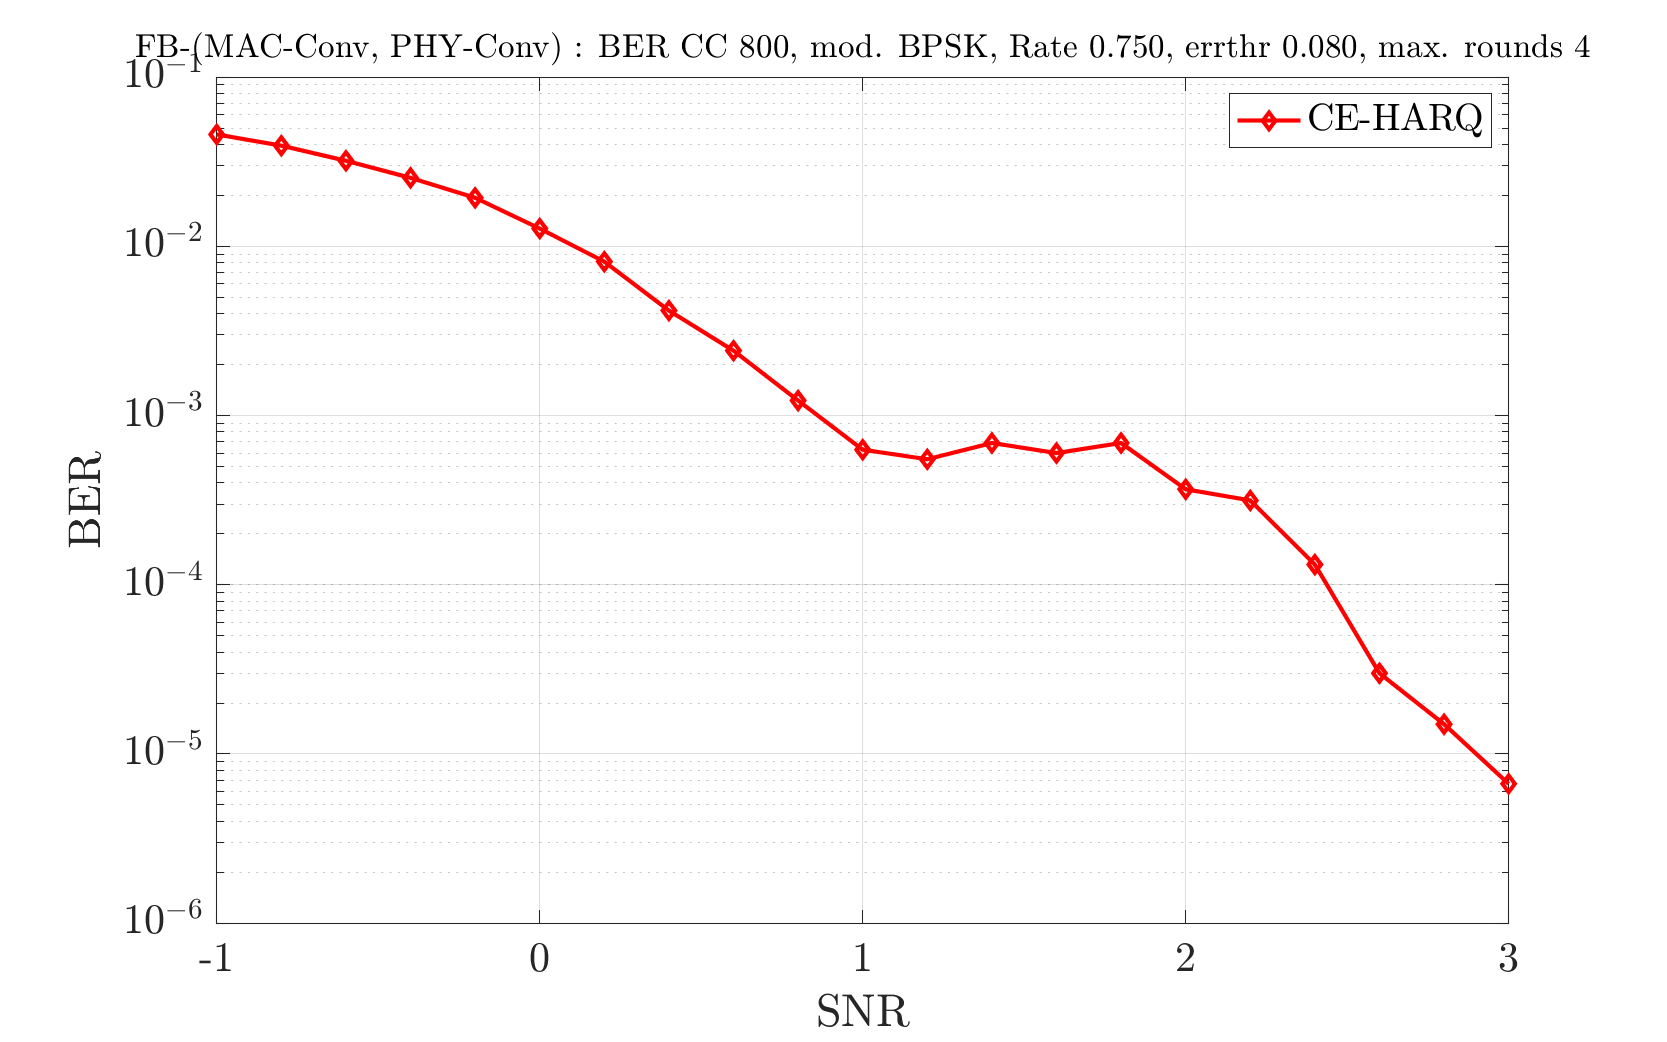 FB-(MAC-Conv, PHY-Conv) : BER CC 800, mod. BPSK, Rate 0.750, errthr 0.080, max. rounds 4
CE-HARQ
10^{-1}
10^{-2}
10^{-3}
10^{-4}
10^{-5}
10^{-6}
BER
-1 0 1 2 3
SNR